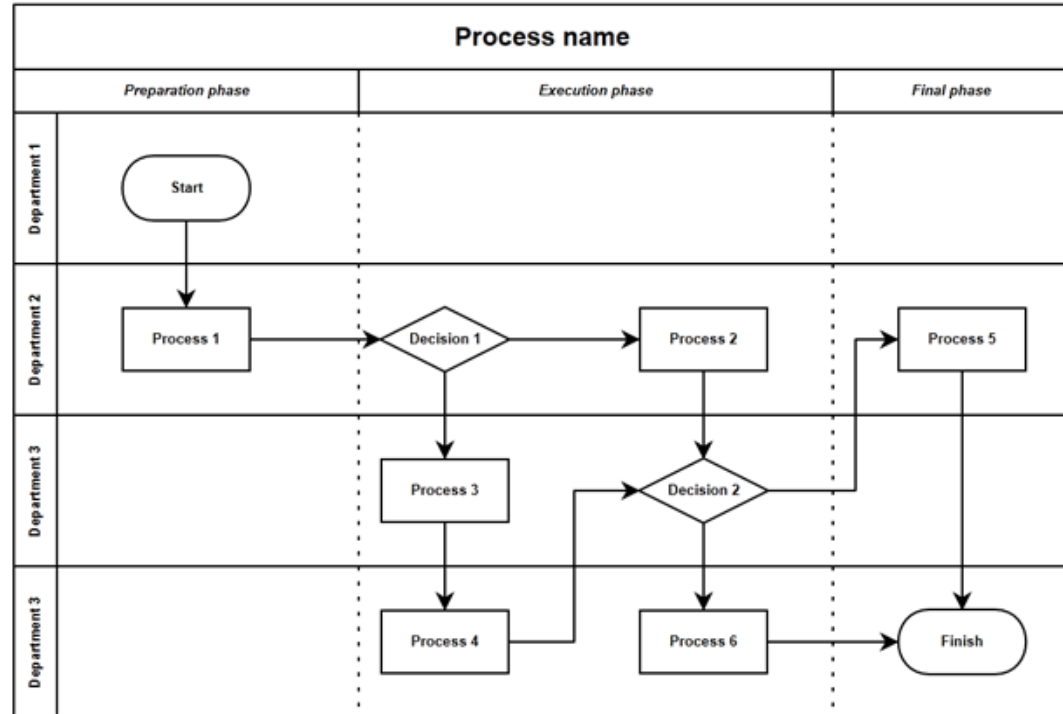 Process name
Preparation phase
Execution phase
Final phase
Department 1
Start
Department 2
Process 1
Decision 1
Process 2
Process 5
Department 3
Process 3
Decision 2
Department 3
Process 4
Process 6
Finish